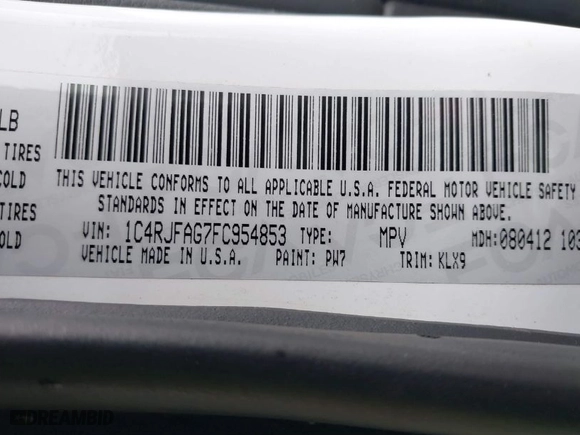 LB
TIRES
COLD
TIRES
COLD
THIS VEHICLE CONFORMS TO ALL APPLICABLE U.S.A. FEDERAL MOTOR VEHICLE SAFETY
STANDARDS IN EFFECT ON THE DATE OF MANUFACTURE SHOWN ABOVE.
VIN: 1C4RJFAG7FC954853 TYPE: MPV MDH:080412 103
VEHICLE MADE IN U.S.A. PAINT: PW7 TRIM: KLX9
DREAMBID